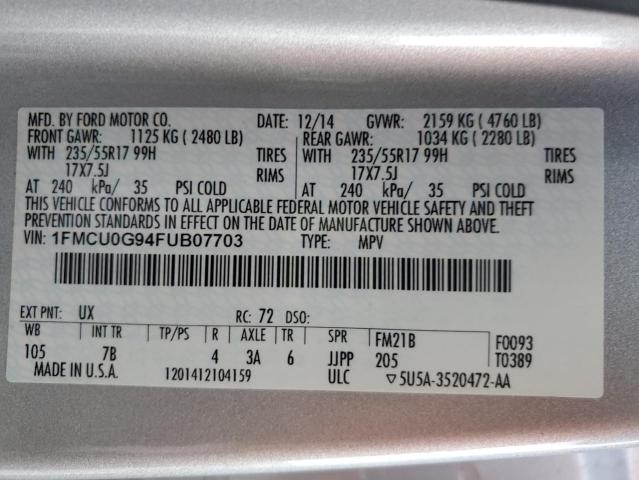 MFD. BY FORD MOTOR CO. DATE: 12/14 GVWR: 2159 KG ( 4760 LB)
FRONT GAWR: 1125 KG ( 2480 LB) REAR GAWR: 1034 KG ( 2280 LB)
WITH 235/55R17 99H TIRES WITH 235/55R17 99H TIRES
17X7.5J RIMS 17X7.5J RIMS
AT 240 kPa/ 35 PSI COLD AT 240 kPa/ 35 PSI COLD
THIS VEHICLE CONFORMS TO ALL APPLICABLE FEDERAL MOTOR VEHICLE SAFETY AND THEFT
PREVENTION STANDARDS IN EFFECT ON THE DATE OF MANUFACTURE SHOWN ABOVE.
VIN: 1FMCU0G94FUB07703 TYPE: MPV
EXT PNT: UX RC: 72 DSO:
WB INT TR TP/PS R AXLE TR SPR FM21B F0093
105 7B 4 3A 6 JJPP 205 T0389
MADE IN U.S.A. 1201412104159 ULC ▽5U5A-3520472-AA